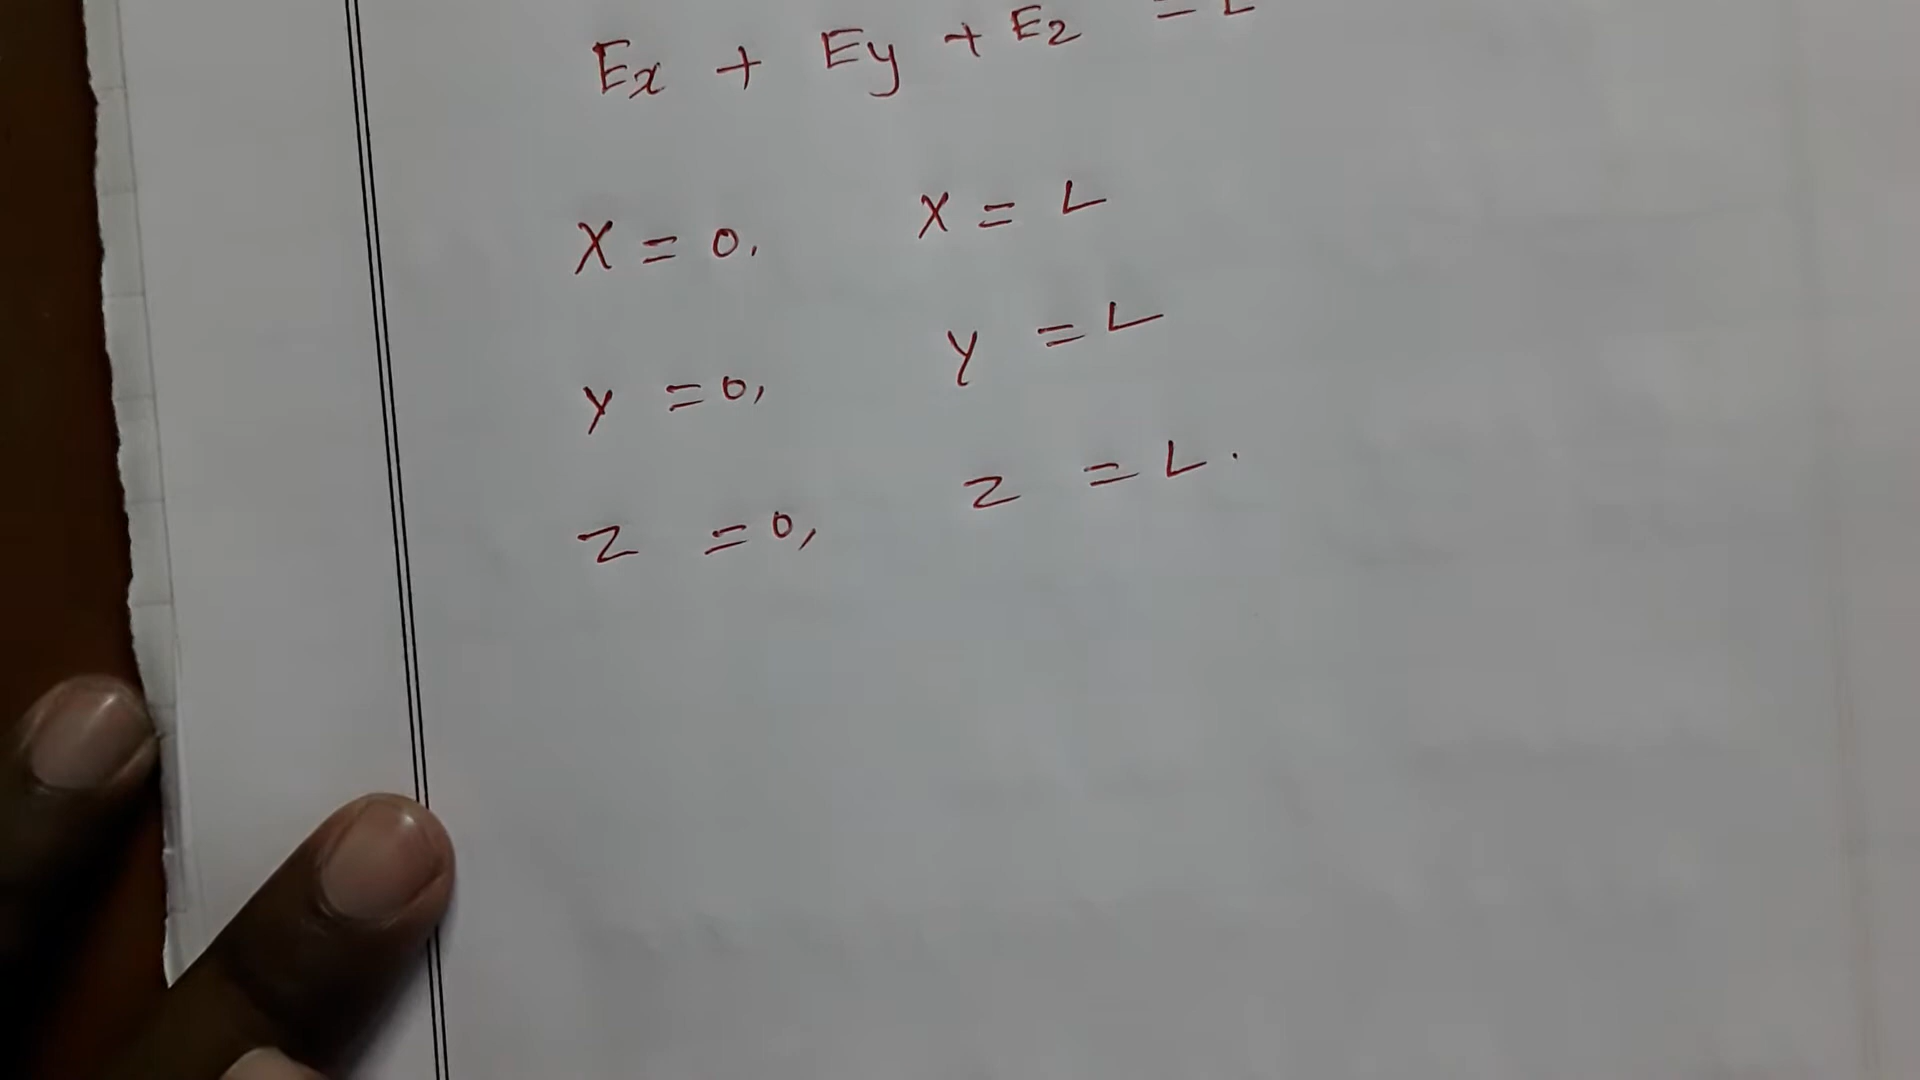 Ex + Ey + Ez =
X = 0, X = L
y = 0, y = L
z = 0, z = L.